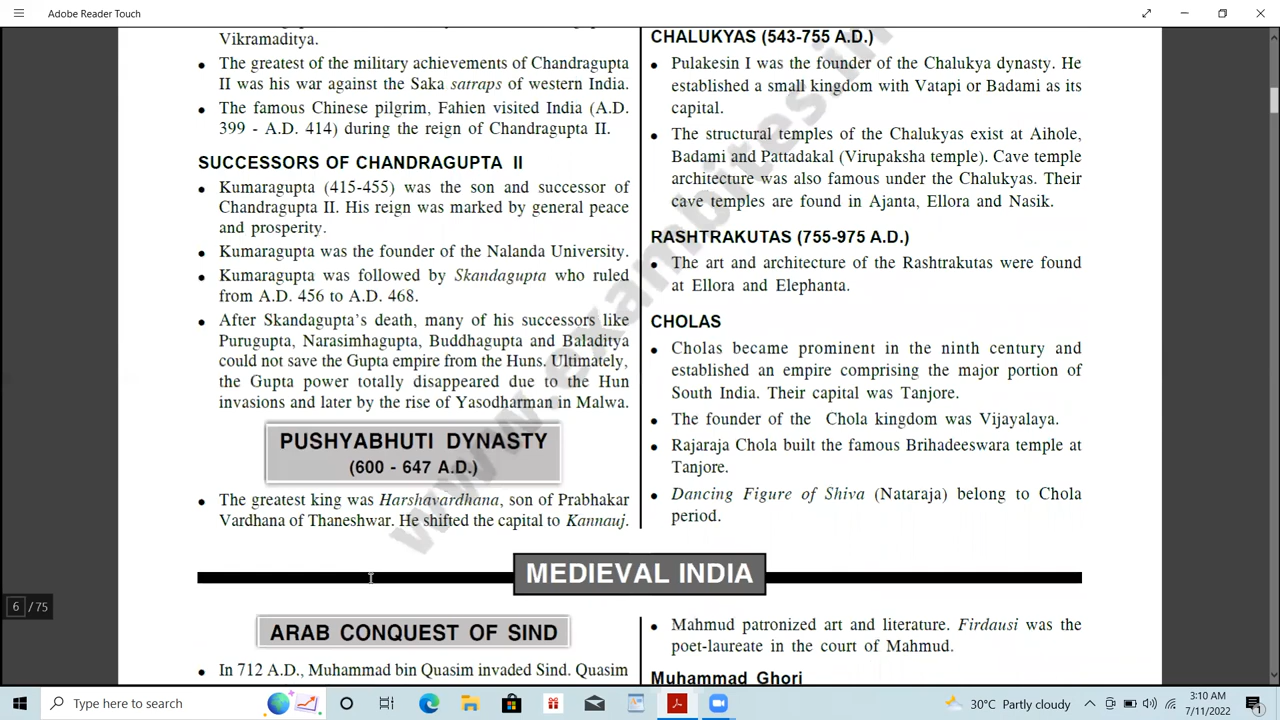 Adobe Reader Touch
Vikramaditya.
• The greatest of the military achievements of Chandragupta
II was his war against the Saka satraps of western India.
• The famous Chinese pilgrim, Fahien visited India (A.D.
399 - A.D. 414) during the reign of Chandragupta II.
SUCCESSORS OF CHANDRAGUPTA II
• Kumaragupta (415-455) was the son and successor of
Chandragupta II. His reign was marked by general peace
and prosperity.
• Kumaragupta was the founder of the Nalanda University.
• Kumaragupta was followed by Skandagupta who ruled
from A.D. 456 to A.D. 468.
• After Skandagupta's death, many of his successors like
Purugupta, Narasimhagupta, Buddhagupta and Baladitya
could not save the Gupta empire from the Huns. Ultimately,
the Gupta power totally disappeared due to the Hun
invasions and later by the rise of Yasodharman in Malwa.
PUSHYABHUTI DYNASTY
(600 - 647 A.D.)
• The greatest king was Harshavardhana, son of Prabhakar
Vardhana of Thaneshwar. He shifted the capital to Kannauj.
CHALUKYAS (543-755 A.D.)
• Pulakesin I was the founder of the Chalukya dynasty. He
established a small kingdom with Vatapi or Badami as its
capital.
• The structural temples of the Chalukyas exist at Aihole,
Badami and Pattadakal (Virupaksha temple). Cave temple
architecture was also famous under the Chalukyas. Their
cave temples are found in Ajanta, Ellora and Nasik.
RASHTRAKUTAS (755-975 A.D.)
• The art and architecture of the Rashtrakutas were found
at Ellora and Elephanta.
CHOLAS
• Cholas became prominent in the ninth century and
established an empire comprising the major portion of
South India. Their capital was Tanjore.
• The founder of the Chola kingdom was Vijayalaya.
• Rajaraja Chola built the famous Brihadeeswara temple at
Tanjore.
• Dancing Figure of Shiva (Nataraja) belong to Chola
period.
www.exambites.in
MEDIEVAL INDIA
6 / 75
ARAB CONQUEST OF SIND
• In 712 A.D., Muhammad bin Quasim invaded Sind. Quasim
• Mahmud patronized art and literature. Firdausi was the
poet-laureate in the court of Mahmud.
Muhammad Ghori
Type here to search
30°C Partly cloudy
3:10 AM
7/11/2022
1